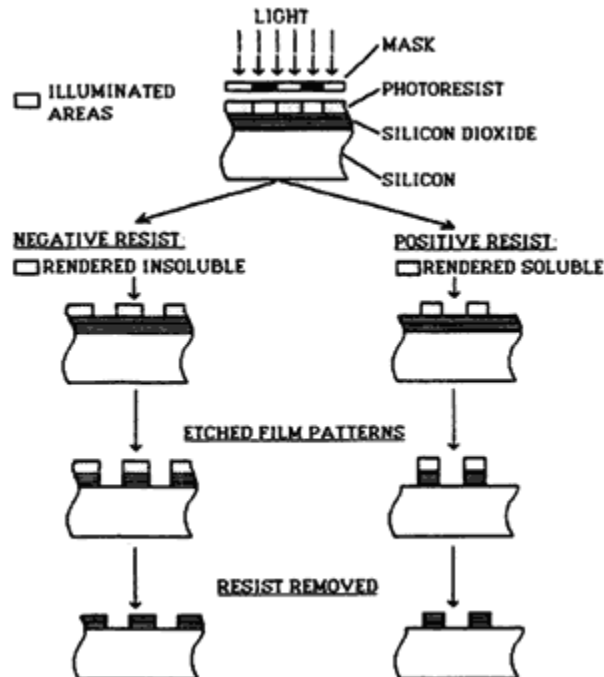 LIGHT
MASK
ILLUMINATED
AREAS
PHOTORESIST
SILICON DIOXIDE
SILICON
NEGATIVE RESIST:
RENDERED INSOLUBLE
POSITIVE RESIST:
RENDERED SOLUBLE
ETCHED FILM PATTERNS
RESIST REMOVED